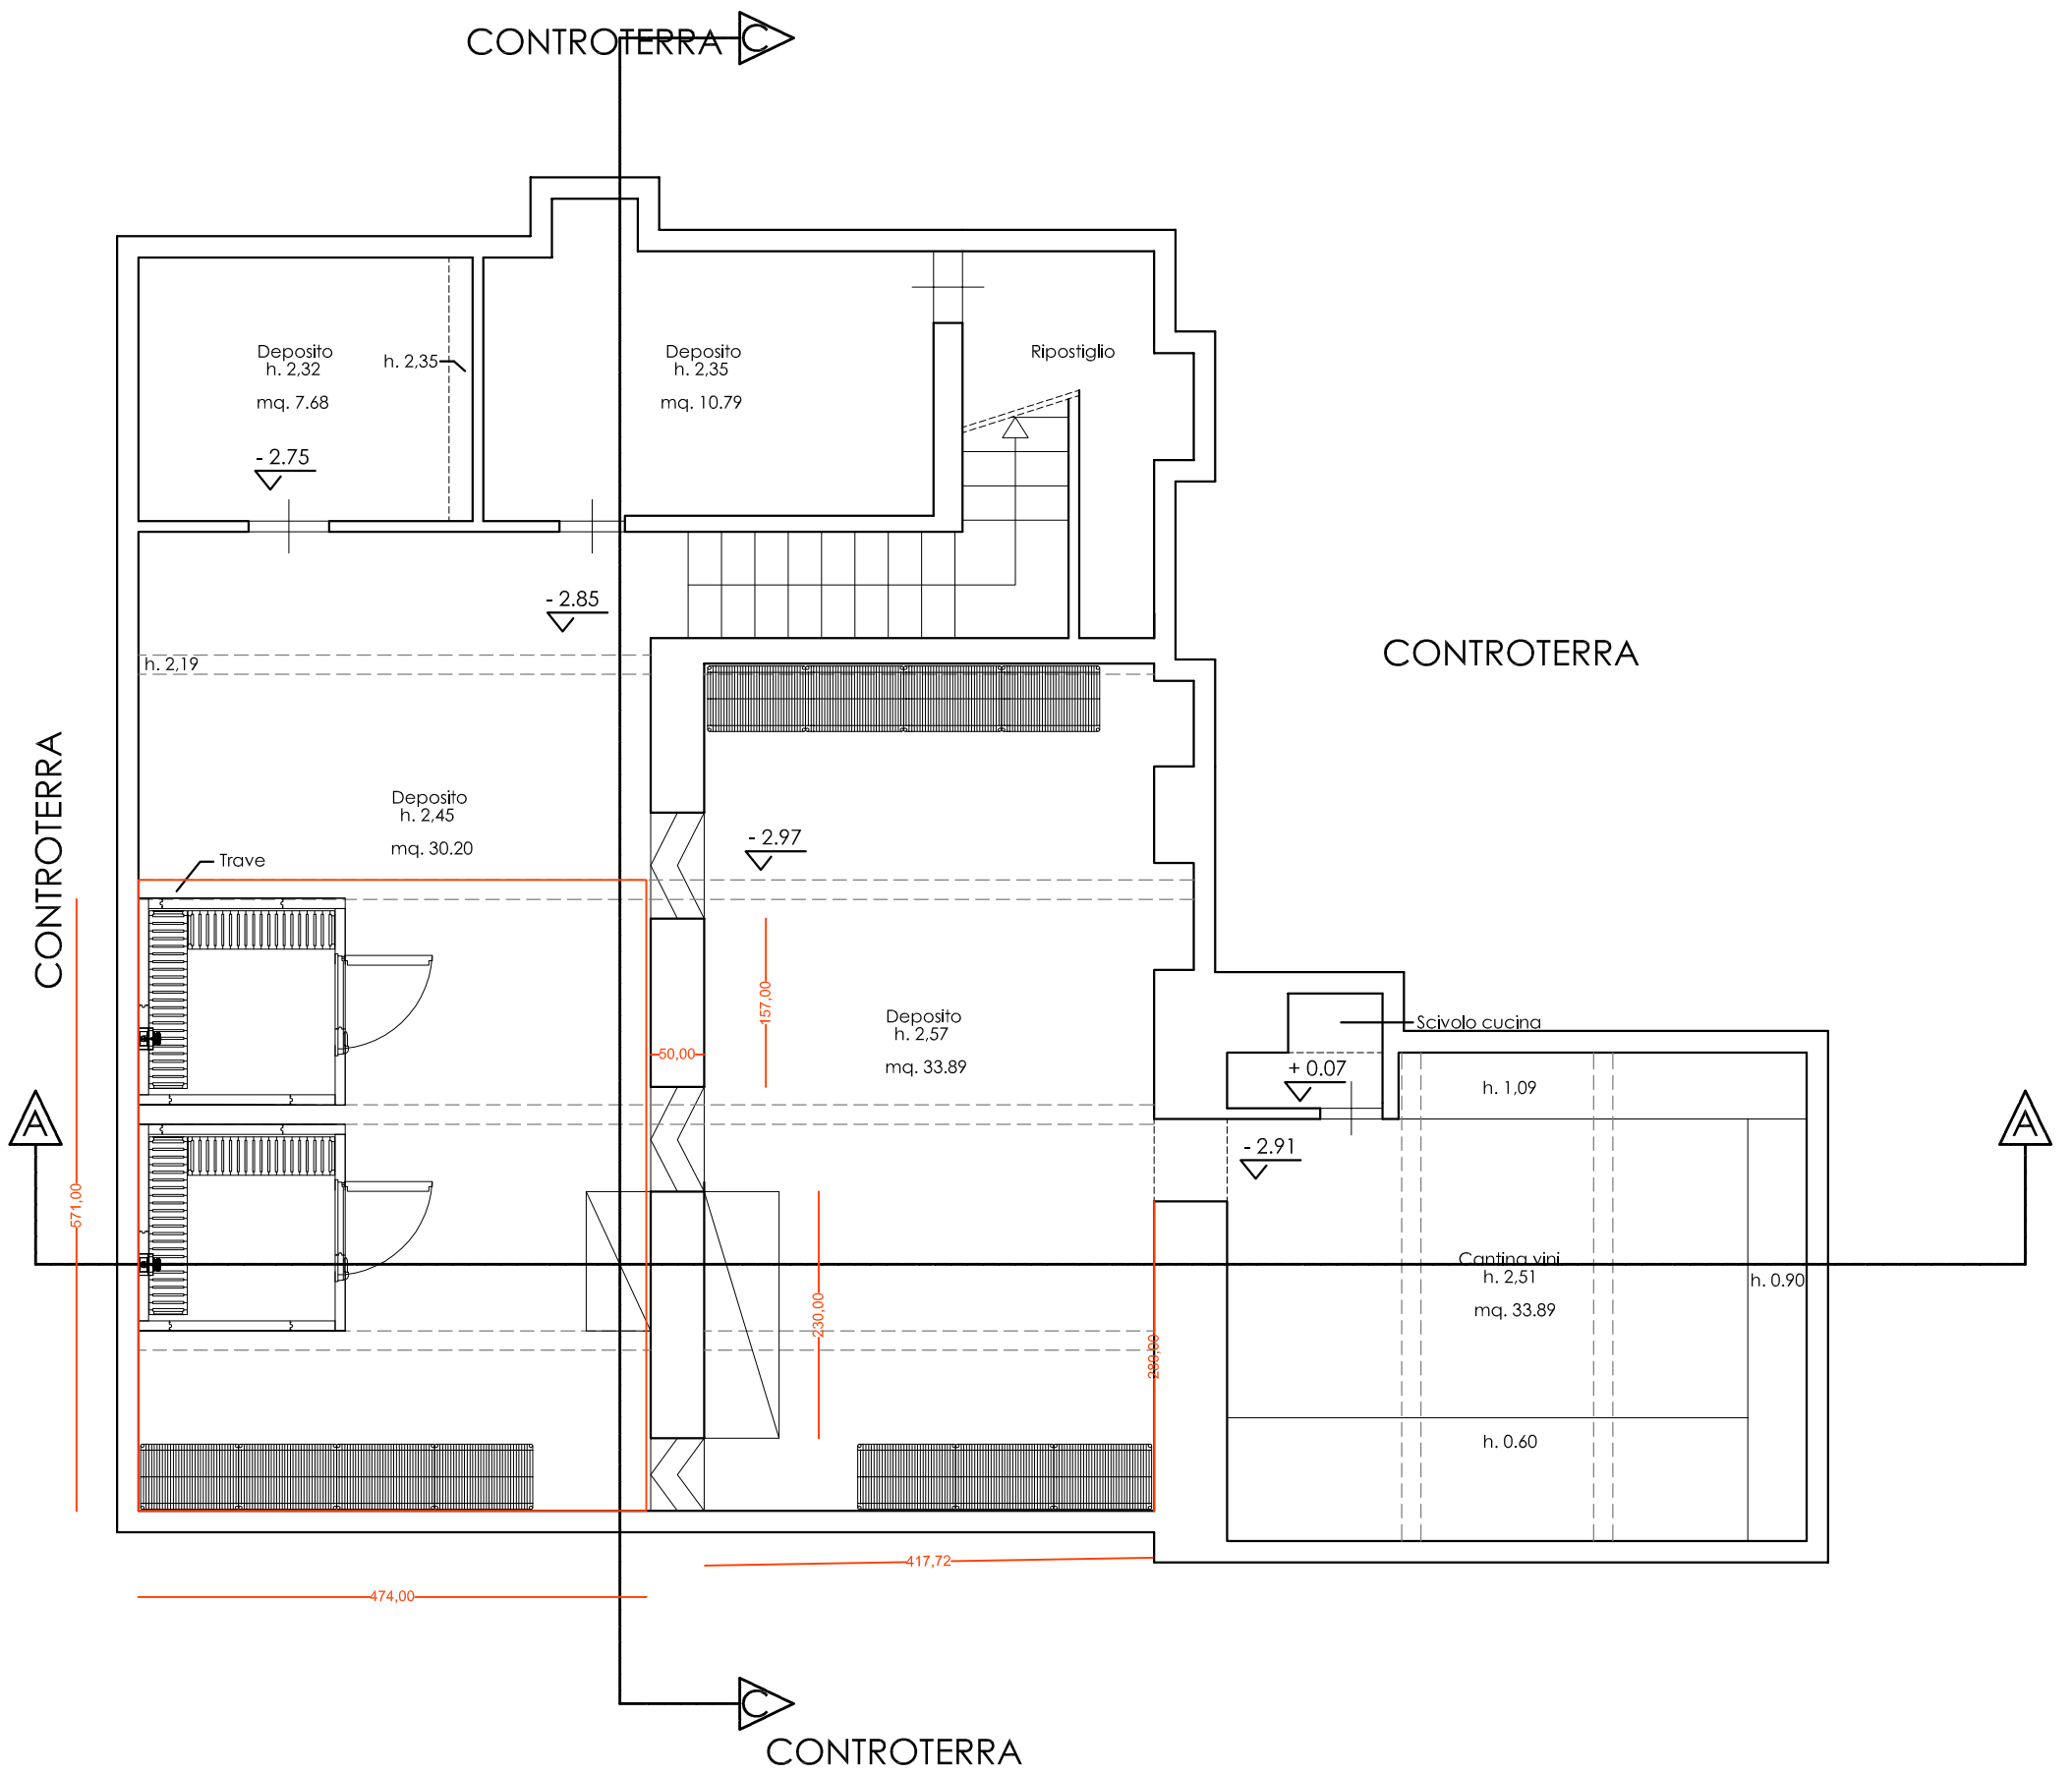 CONTROTERRA
C
Deposito
h. 2,32
mq. 7.68
h. 2,35
- 2.75
Deposito
h. 2,35
mq. 10.79
Ripostiglio
- 2.85
h. 2,19
CONTROTERRA
CONTROTERRA
Deposito
h. 2,45
mq. 30.20
Trave
- 2.97
157,00
50,00
Deposito
h. 2,57
mq. 33.89
Scivolo cucina
+ 0.07
h. 1,09
A
A
- 2.91
571,00
230,00
280,00
Cantina vini
h. 2,51
mq. 33.89
h. 0.90
h. 0.60
417,72
474,00
C
CONTROTERRA